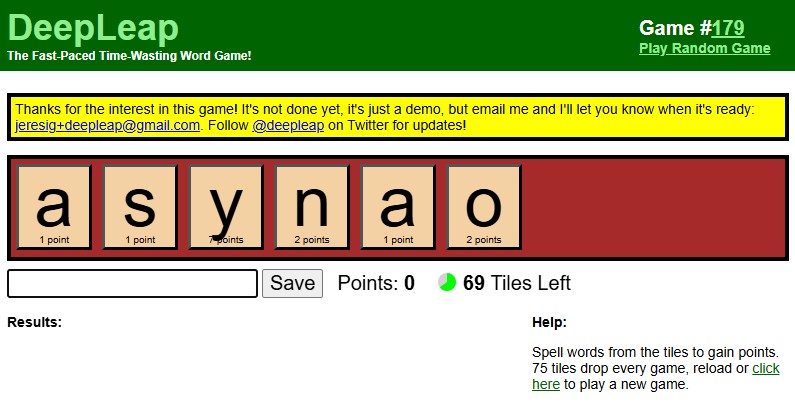 DeepLeap
The Fast-Paced Time-Wasting Word Game!
Game #179
Play Random Game
Thanks for the interest in this game! It's not done yet, it's just a demo, but email me and I'll let you know when it's ready:
jeresig+deepleap@gmail.com. Follow @deepleap on Twitter for updates!
a s y n a o
1 point 1 point 7 points 2 points 1 point 2 points
Save Points: 0 69 Tiles Left
Results:
Help:
Spell words from the tiles to gain points.
75 tiles drop every game, reload or click
here to play a new game.